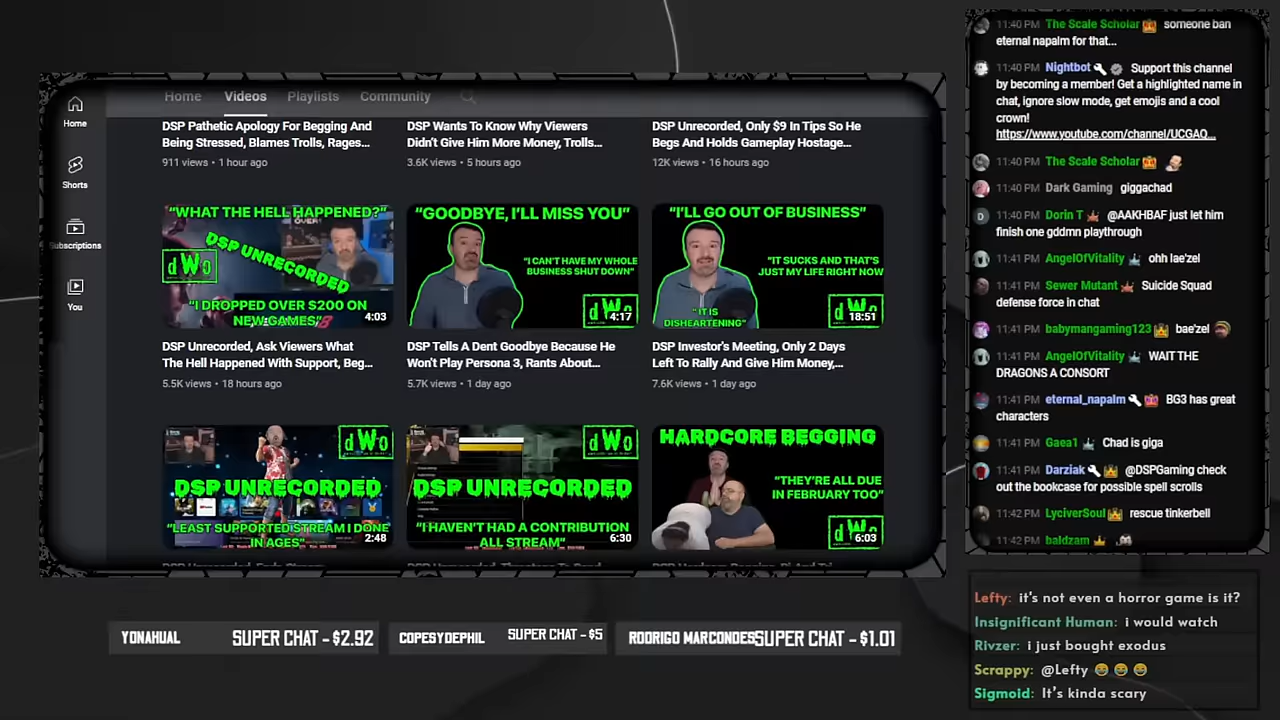 Home Videos Playlists Community
Home
Shorts
Subscriptions
You
DSP Pathetic Apology For Begging And
Being Stressed, Blames Trolls, Rages...
911 views • 1 hour ago
DSP Wants To Know Why Viewers
Didn't Give Him More Money, Trolls...
3.6K views • 5 hours ago
DSP Unrecorded, Only $9 In Tips So He
Begs And Holds Gameplay Hostage...
12K views • 16 hours ago
"WHAT THE HELL HAPPENED?"
DSP UNRECORDED
dWo
"I DROPPED OVER $200 ON
NEW GAMES"
4:03
DSP Unrecorded, Ask Viewers What
The Hell Happened With Support, Beg...
5.5K views • 18 hours ago
"GOODBYE, I'LL MISS YOU"
"I CAN'T HAVE MY WHOLE
BUSINESS SHUT DOWN"
dWo
4:17
DSP Tells A Dent Goodbye Because He
Won't Play Persona 3, Rants About...
5.7K views • 1 day ago
"I'LL GO OUT OF BUSINESS"
"IT SUCKS AND THAT'S
JUST MY LIFE RIGHT NOW
"IT IS
DISHEARTENING"
dWo
18:51
DSP Investor's Meeting, Only 2 Days
Left To Rally And Give Him Money,...
7.6K views • 1 day ago
dWo
DSP UNRECORDED
"LEAST SUPPORTED STREAM I DONE
IN AGES"
2:48
dWo
DSP UNRECORDED
"I HAVEN'T HAD A CONTRIBUTION
ALL STREAM"
6:30
HARDCORE BEGGING
"THEY'RE ALL DUE
IN FEBRUARY TOO"
dWo
6:03
YONAHUAL SUPER CHAT - $2.92
COPESYDEPHIL SUPER CHAT - $5
RODRIGO MARCONDES SUPER CHAT - $1.01
11:40 PM The Scale Scholar someone ban
eternal napalm for that...
11:40 PM Nightbot Support this channel
by becoming a member! Get a highlighted name in
chat, ignore slow mode, get emojis and a cool
crown!
https://www.youtube.com/channel/UCGAQ...
11:40 PM The Scale Scholar
11:40 PM Dark Gaming giggachad
11:40 PM Dorin T @AAKHBAF just let him
finish one gddmn playthrough
11:40 PM AngelOfVitality ohh lae'zel
11:40 PM Sewer Mutant Suicide Squad
defense force in chat
11:41 PM babymangaming123 bae'zel
11:41 PM AngelOfVitality WAIT THE
DRAGONS A CONSORT
11:41 PM eternal_napalm BG3 has great
characters
11:41 PM Gaea1 Chad is giga
11:41 PM Darziak @DSPGaming check
out the bookcase for possible spell scrolls
11:42 PM LyciverSoul rescue tinkerbell
11:42 PM baldzam
Lefty: it's not even a horror game is it?
Insignificant Human: i would watch
Rivzer: i just bought exodus
Scrappy: @Lefty 😂 😂 😂
Sigmoid: It's kinda scary